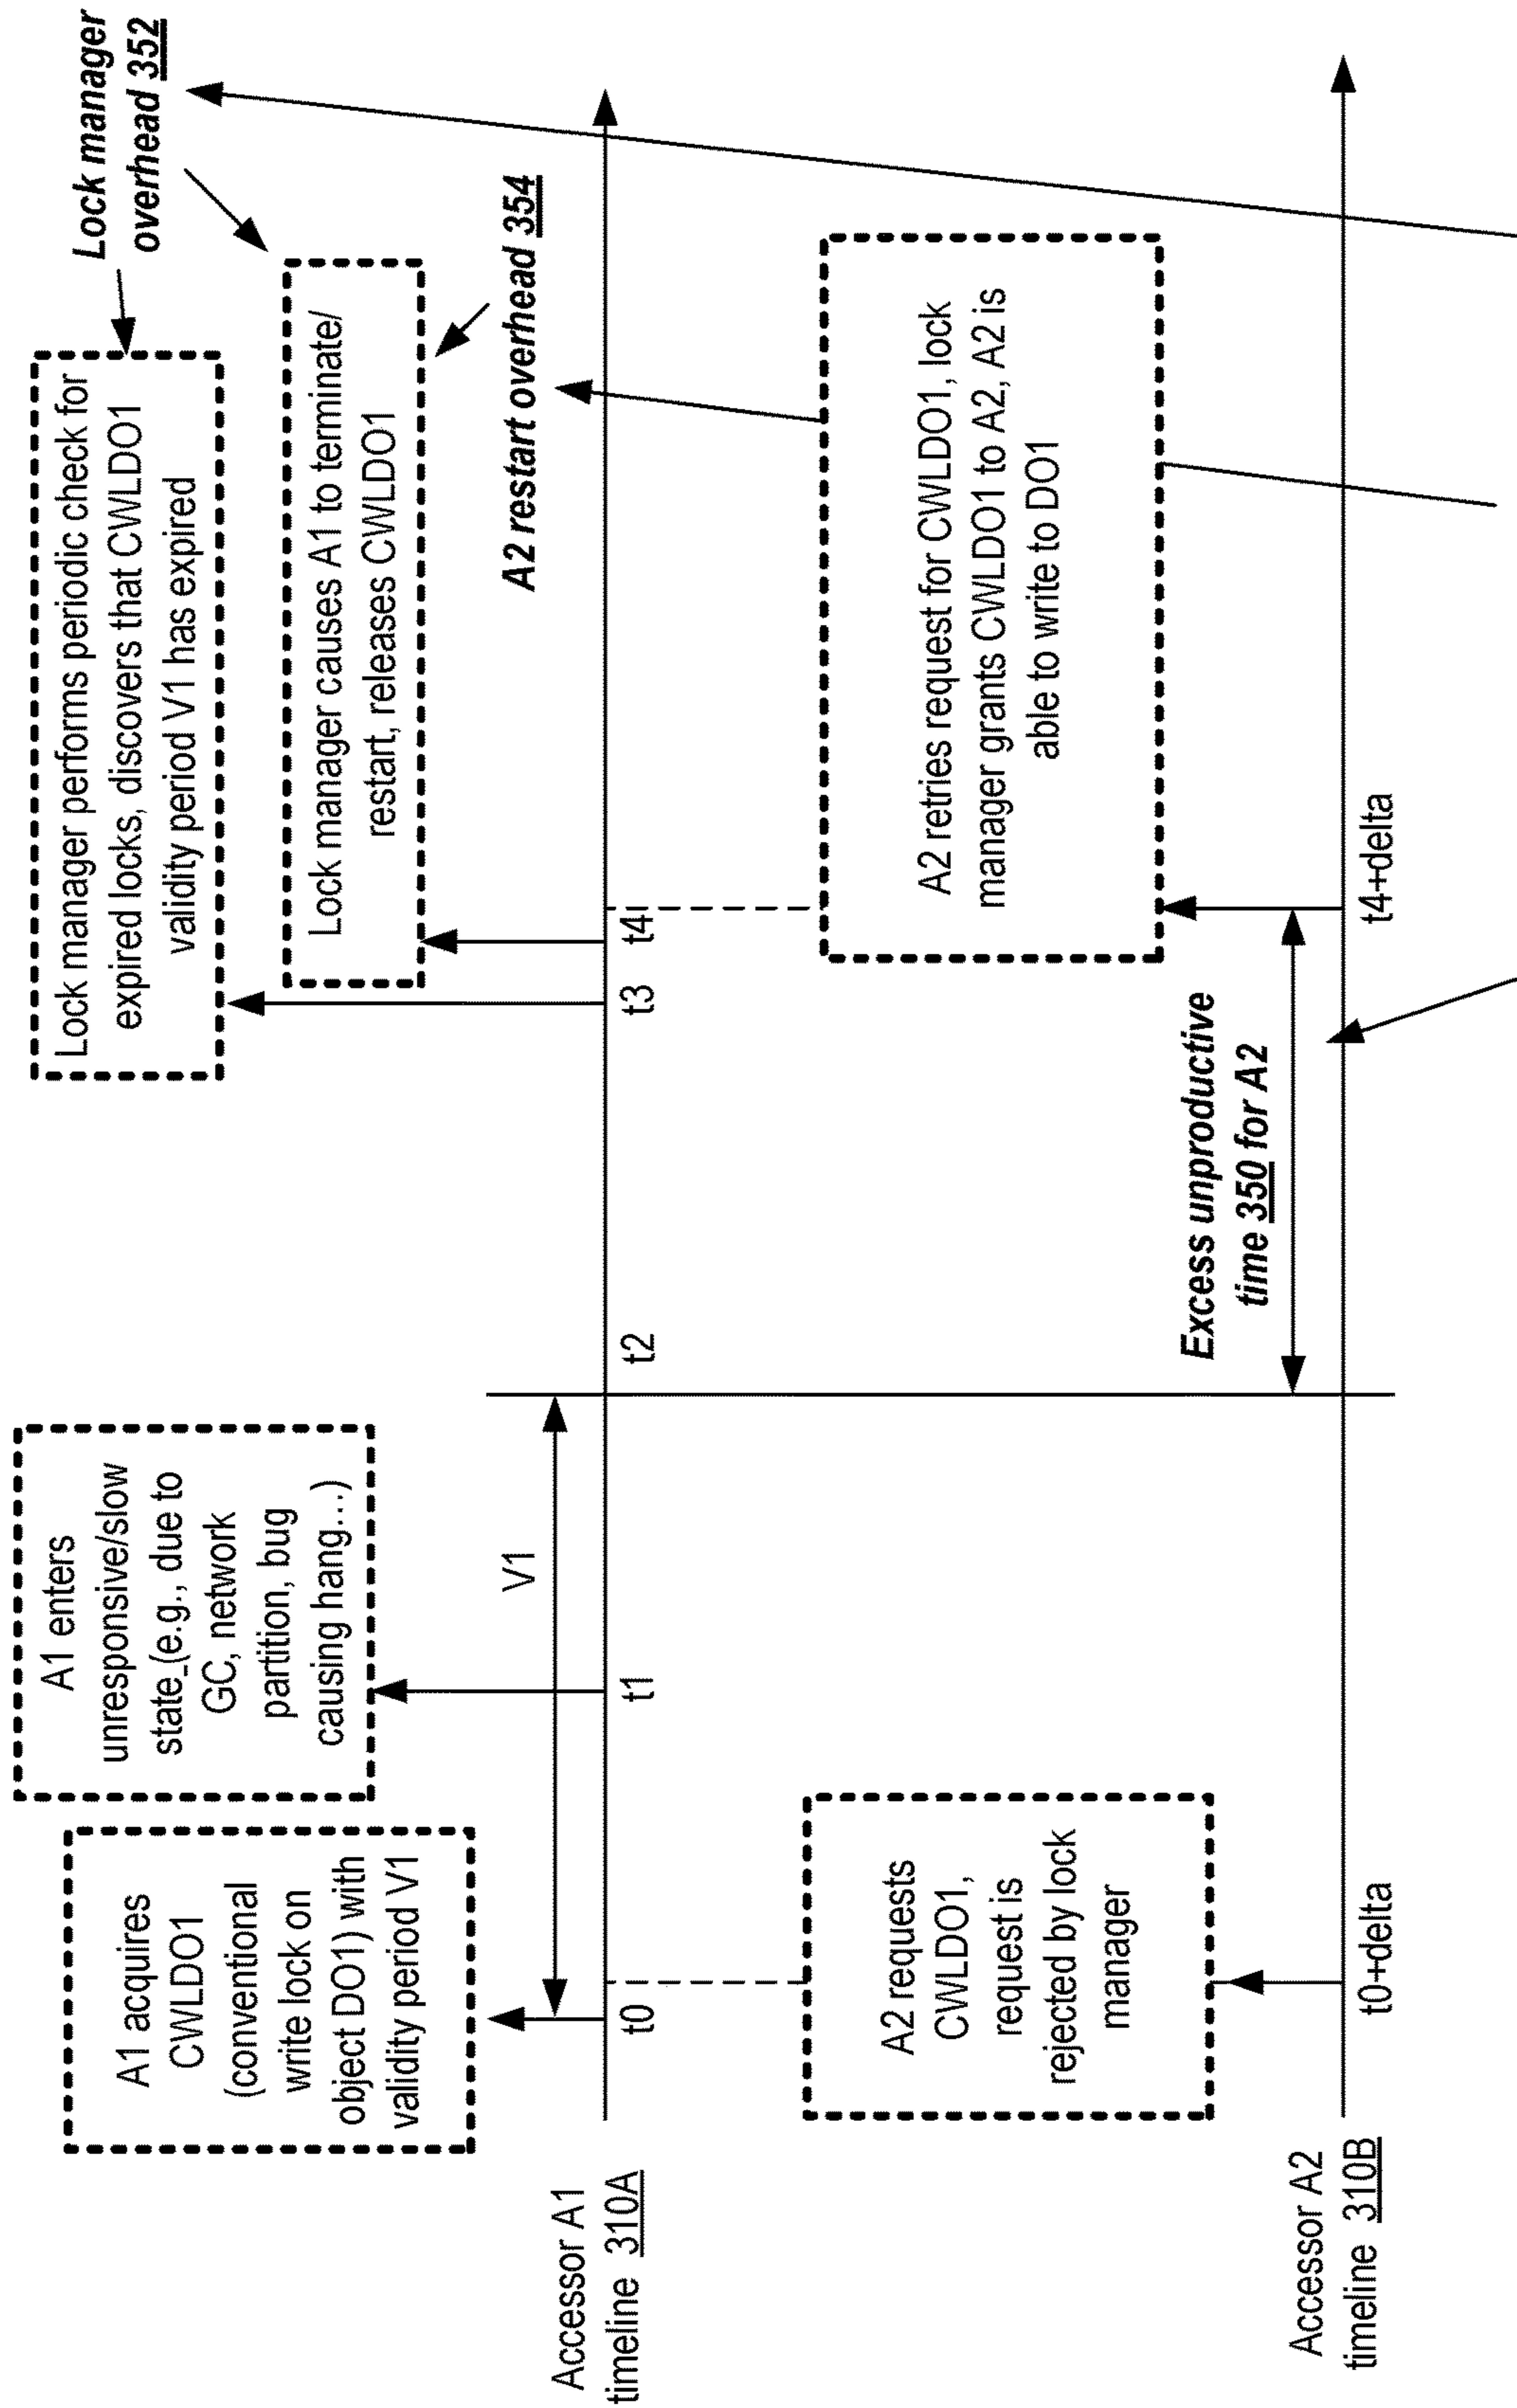 Lock manager
overhead 352
Lock manager performs periodic check for
expired locks, discovers that CWLDO1
validity period V1 has expired
Lock manager causes A1 to terminate/
restart, releases CWLDO1
A2 restart overhead 354
A1 enters
unresponsive/slow
state (e.g., due to
GC, network
partition, bug
causing hang...)
A1 acquires
CWLDO1
(conventional
write lock on
object DO1) with
validity period V1
V1
Accessor A1
timeline 310A
t0
t1
t2
t3
t4
A2 requests
CWLDO1,
request is
rejected by lock
manager
A2 retries request for CWLDO1, lock
manager grants CWLDO1 to A2, A2 is
able to write to DO1
Excess unproductive
time 350 for A2
Accessor A2
timeline 310B
t0+delta
t4+delta